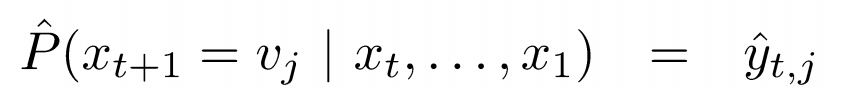 P̂(x_{t+1} = v_j | x_t, . . . , x_1) = ŷ_{t,j}